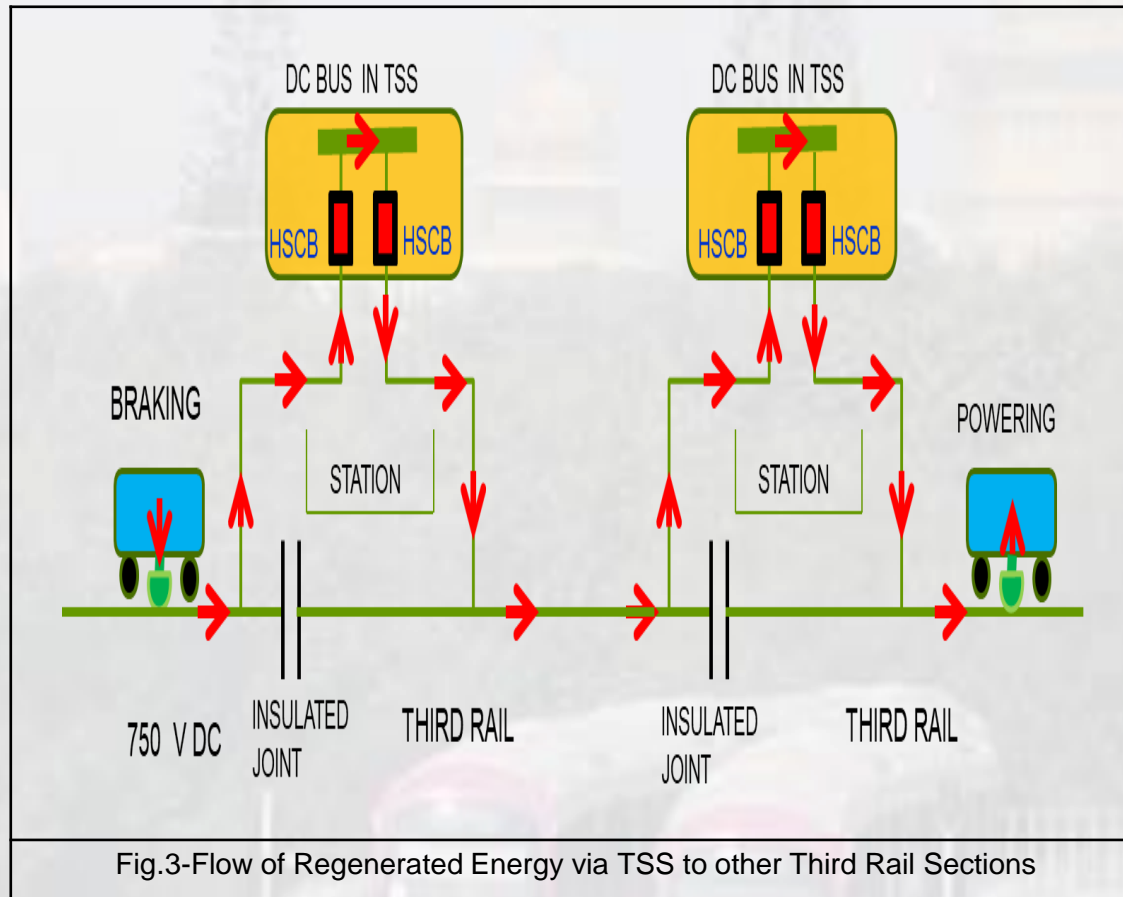 DC BUS IN TSS
DC BUS IN TSS
HSCB
HSCB
HSCB
HSCB
BRAKING
POWERING
STATION
STATION
750 V DC
INSULATED
JOINT
THIRD RAIL
INSULATED
JOINT
THIRD RAIL
Fig.3-Flow of Regenerated Energy via TSS to other Third Rail Sections